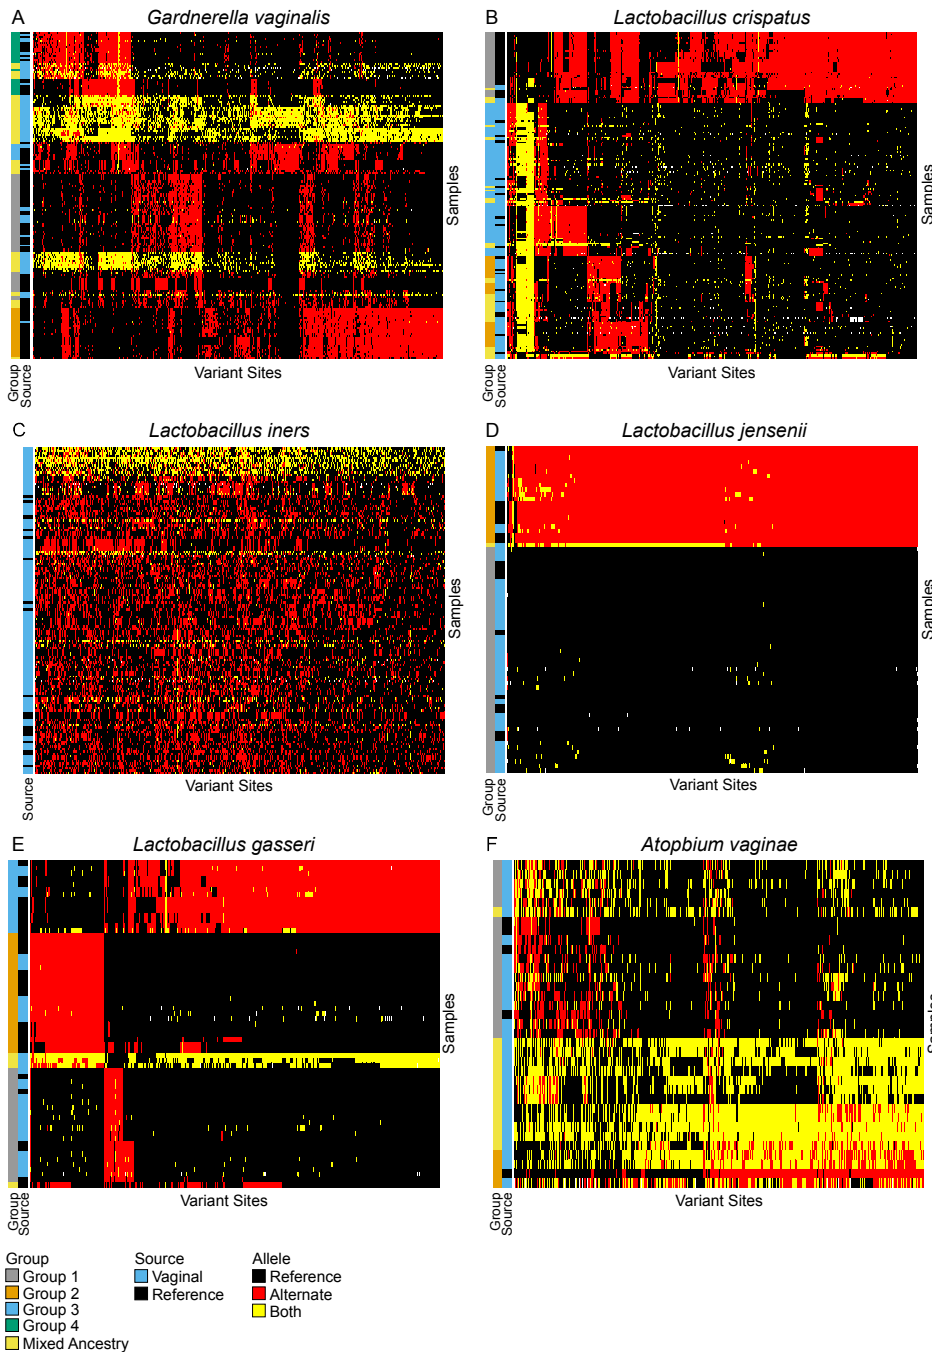 A
Gardnerella vaginalis
Samples
Variant Sites
Group
Source
B
Lactobacillus crispatus
Samples
Variant Sites
Group
Source
C
Lactobacillus iners
Samples
Variant Sites
Source
D
Lactobacillus jensenii
Samples
Variant Sites
Group
Source
E
Lactobacillus gasseri
Samples
Variant Sites
Group
Source
F
Atopbium vaginae
Samples
Variant Sites
Group
Source
Group
Group 1
Group 2
Group 3
Group 4
Mixed Ancestry
Source
Vaginal
Reference
Allele
Reference
Alternate
Both